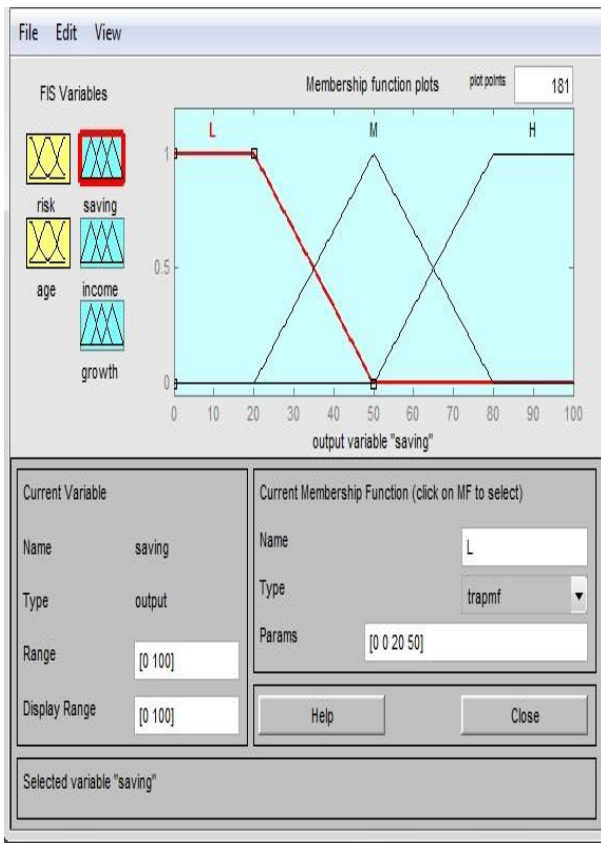 File Edit View
FIS Variables
Membership function plots
plot points:
181
risk
saving
age
income
growth
L
M
H
1
0.5
0
0 10 20 30 40 50 60 70 80 90 100
output variable "saving"
Current Variable
Name saving
Type output
Range [0 100]
Display Range [0 100]
Current Membership Function (click on MF to select)
Name L
Type trapmf
Params [0 0 20 50]
Help
Close
Selected variable "saving"